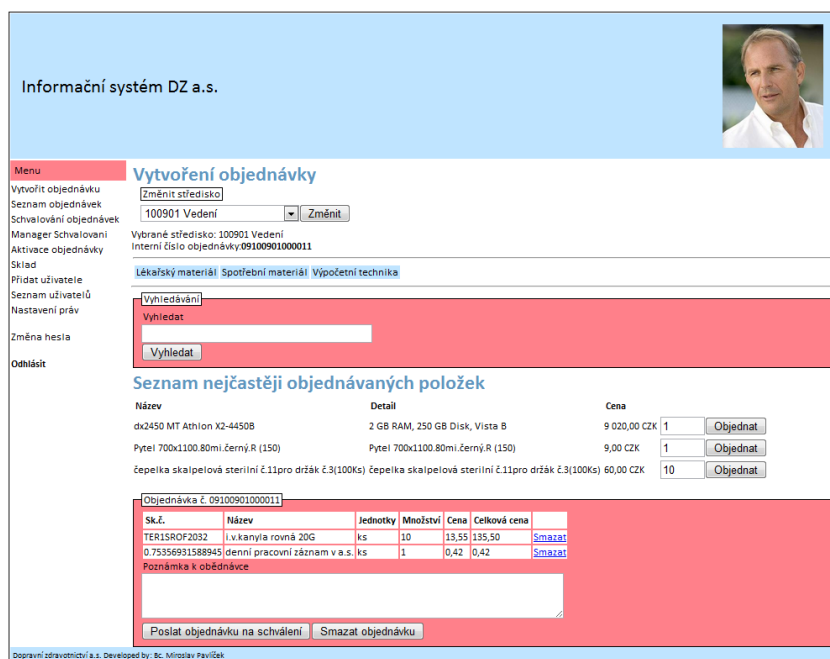 Informační systém DZ a.s.
Menu
Vytvořit objednávku
Seznam objednávek
Schvalování objednávek
Manager Schvalovani
Aktivace objednávky
Sklad
Přidat uživatele
Seznam uživatelů
Nastavení práv
Změna hesla
Odhlásit
Vytvoření objednávky
Změnit středisko
100901 Vedení Změnit
Vybrané středisko: 100901 Vedení
Interní číslo objednávky:09100901000011
Lékařský materiál Spotřební materiál Výpočetní technika
Vyhledávání
Vyhledat
Vyhledat
Seznam nejčastěji objednávaných položek
Název Detail Cena
dx2450 MT Athlon X2-4450B 2 GB RAM, 250 GB Disk, Vista B 9 020,00 CZK 1 Objednat
Pytel 700x1100.80mi.černý.R (150) Pytel 700x1100.80mi.černý.R (150) 9,00 CZK 1 Objednat
čepelka skalpelová sterilní č.11pro držák č.3(100Ks) čepelka skalpelová sterilní č.11pro držák č.3(100Ks) 60,00 CZK 10 Objednat
Objednávka č. 09100901000011
Sk.č. Název Jednotky Množství Cena Celková cena
TER1SROF2032 i.v.kanyla rovná 20G ks 10 13,55 135,50 Smazat
0.75356931588945 denní pracovní záznam v a.s. ks 1 0,42 0,42 Smazat
Poznámka k obědnávce
Poslat objednávku na schválení Smazat objednávku
Dopravní zdravotnictví a.s. Developed by: Bc. Miroslav Pavlíček